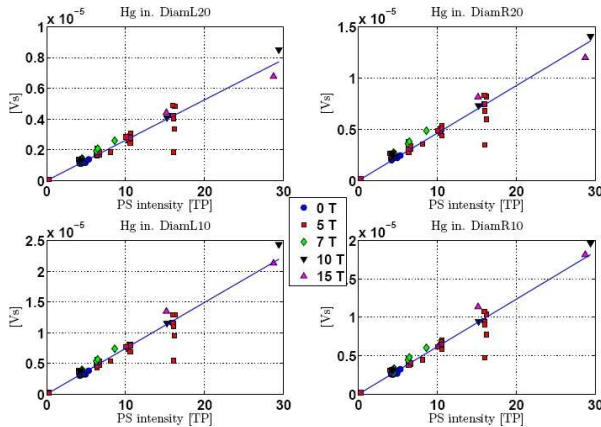 Hg in. DiamL20
x 10^-5
[Vs]
1
0.8
0.6
0.4
0.2
0
0 10 20 30
PS intensity [TP]
Hg in. DiamR20
x 10^-5
[Vs]
1.5
1
0.5
0
0 10 20 30
PS intensity [TP]
0 T
5 T
7 T
10 T
15 T
Hg in. DiamL10
x 10^-5
[Vs]
2.5
2
1.5
1
0.5
0
0 10 20 30
PS intensity [TP]
Hg in. DiamR10
x 10^-5
[Vs]
2
1.5
1
0.5
0
0 10 20 30
PS intensity [TP]